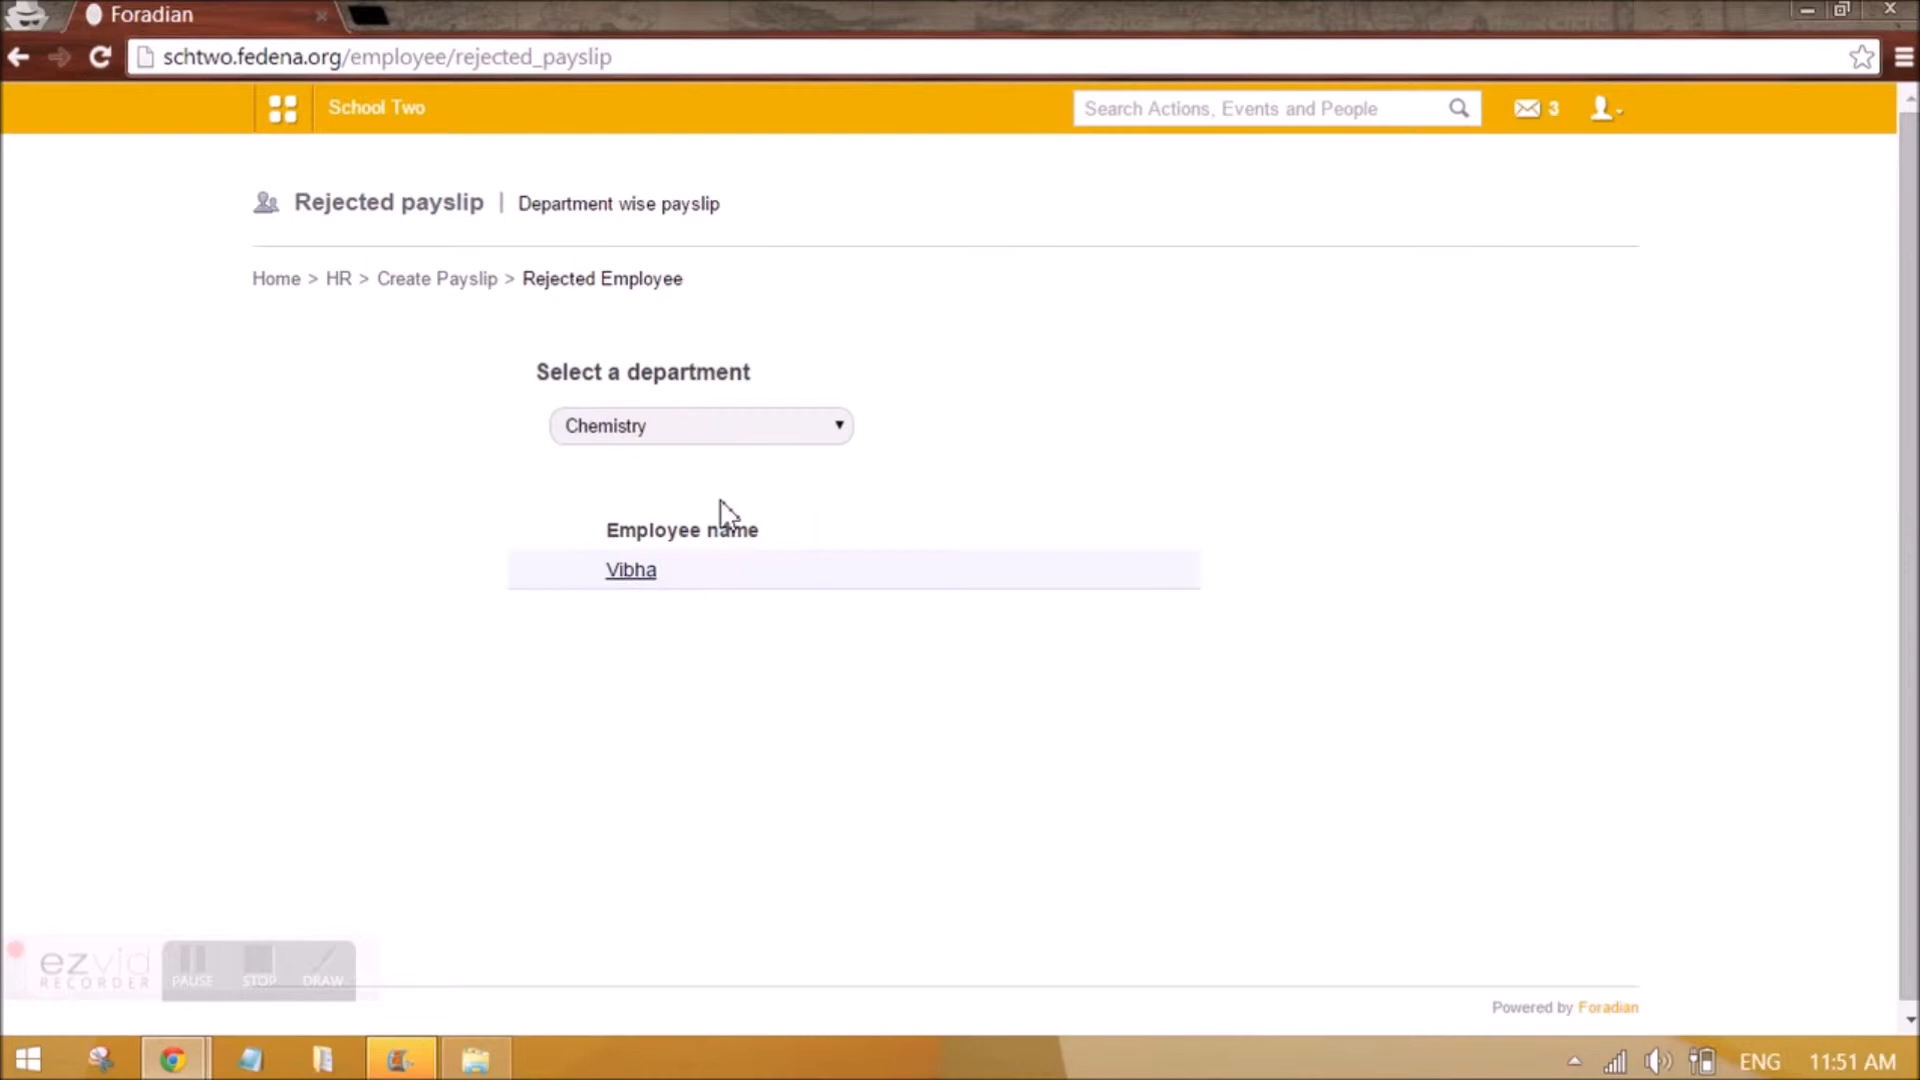 Foradian
schtwo.fedena.org/employee/rejected_payslip
School Two
Search Actions, Events and People
3
Rejected payslip | Department wise payslip
Home > HR > Create Payslip > Rejected Employee
Select a department
Chemistry
Employee name
Vibha
ezvid
RECORDER
PAUSE STOP DRAW
Powered by Foradian
ENG 11:51 AM